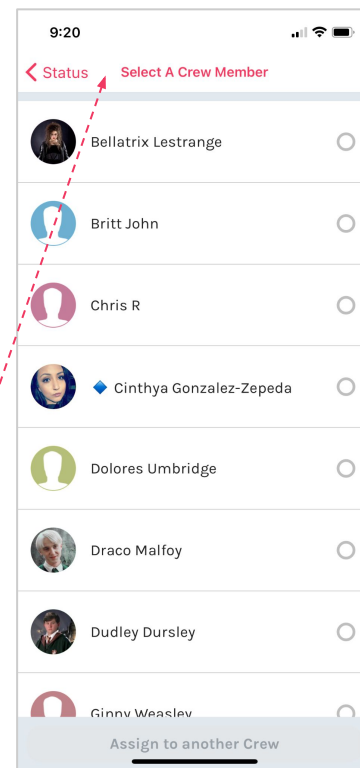 9:20
Status Select A Crew Member
Bellatrix Lestrange
Britt John
Chris R
Cinthya Gonzalez-Zepeda
Dolores Umbridge
Draco Malfoy
Dudley Dursley
Ginny Weasley
Assign to another Crew